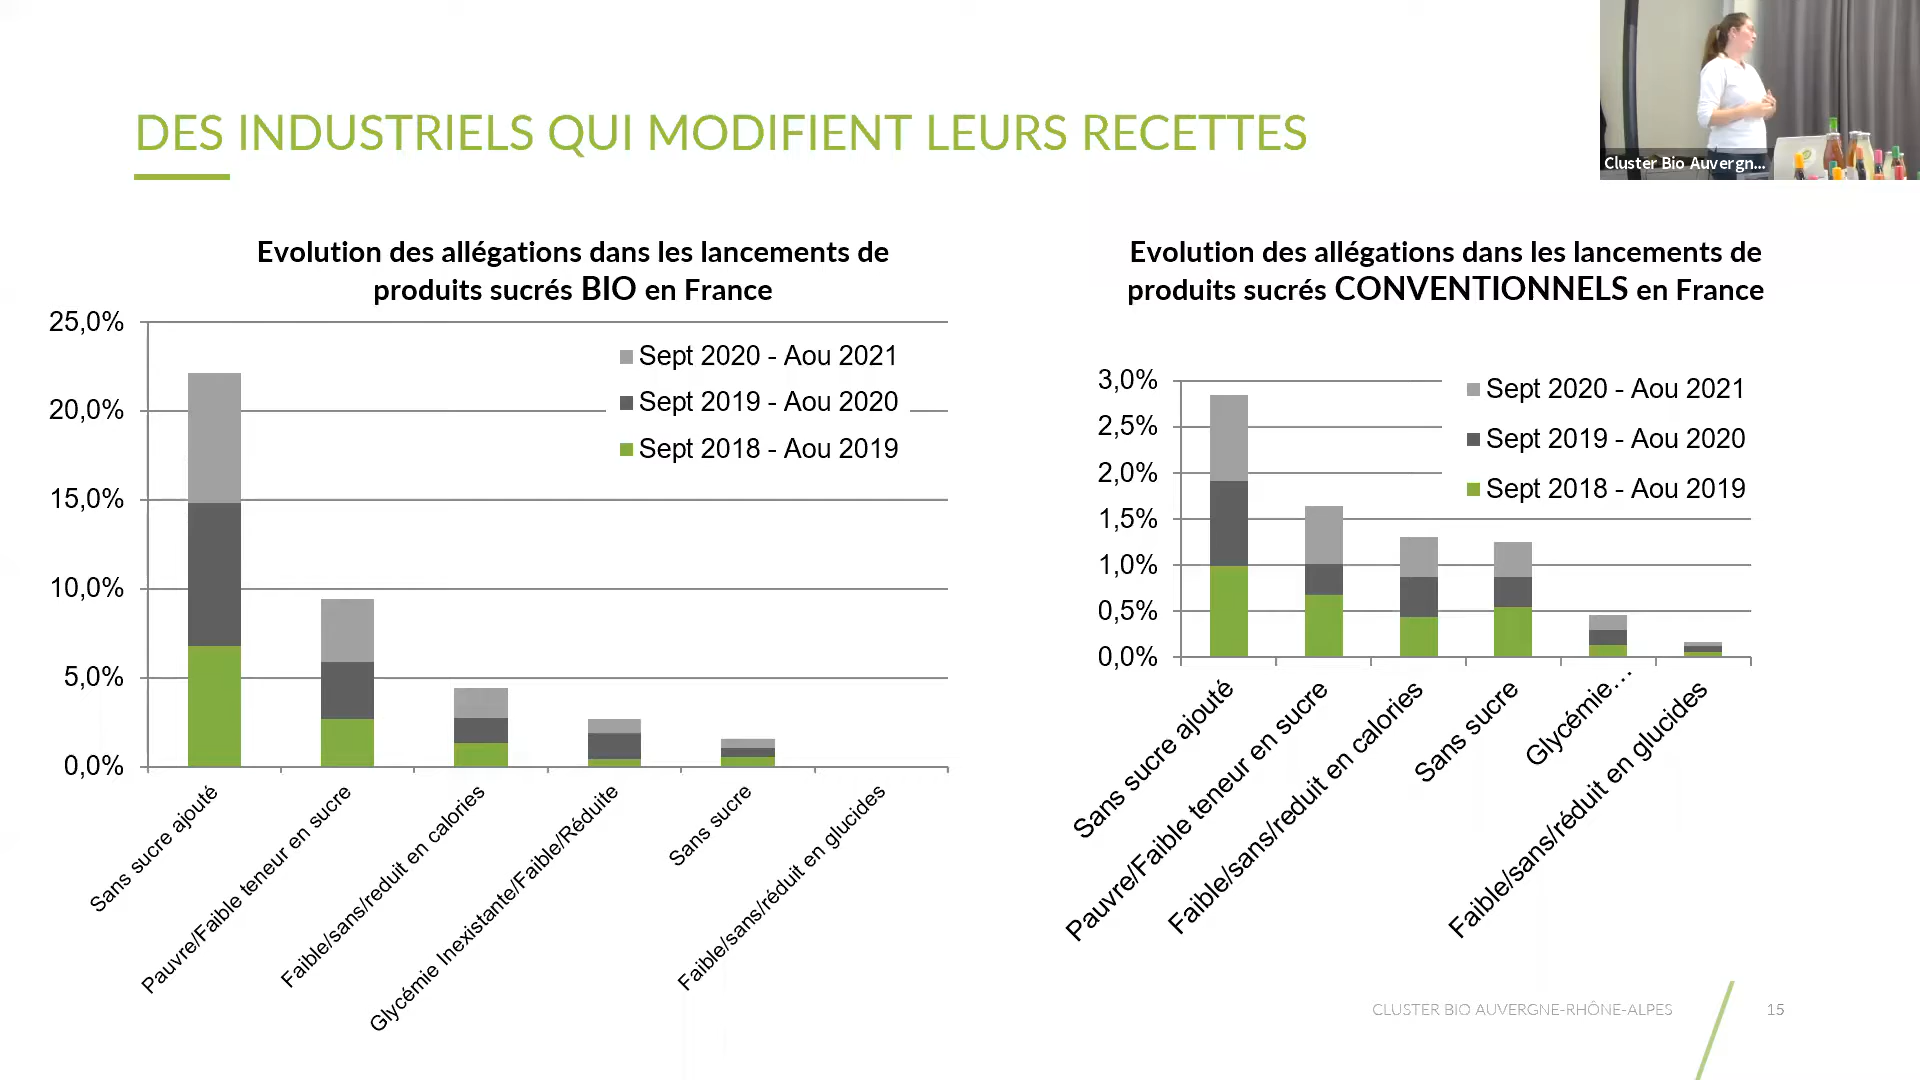 DES INDUSTRIELS QUI MODIFIENT LEURS RECETTES
Cluster Bio Auvergn...
Evolution des allégations dans les lancements de
produits sucrés BIO en France
25,0%
20,0%
15,0%
10,0%
5,0%
0,0%
Sept 2020 - Aou 2021
Sept 2019 - Aou 2020
Sept 2018 - Aou 2019
Sans sucre ajouté
Pauvre/Faible teneur en sucre
Faible/sans/reduit en calories
Glycémie Inexistante/Faible/Réduite
Sans sucre
Faible/sans/réduit en glucides
Evolution des allégations dans les lancements de
produits sucrés CONVENTIONNELS en France
3,0%
2,5%
2,0%
1,5%
1,0%
0,5%
0,0%
Sept 2020 - Aou 2021
Sept 2019 - Aou 2020
Sept 2018 - Aou 2019
Sans sucre ajouté
Pauvre/Faible teneur en sucre
Faible/sans/reduit en calories
Sans sucre
Glycémie...
Faible/sans/réduit en glucides
CLUSTER BIO AUVERGNE-RHÔNE-ALPES
15